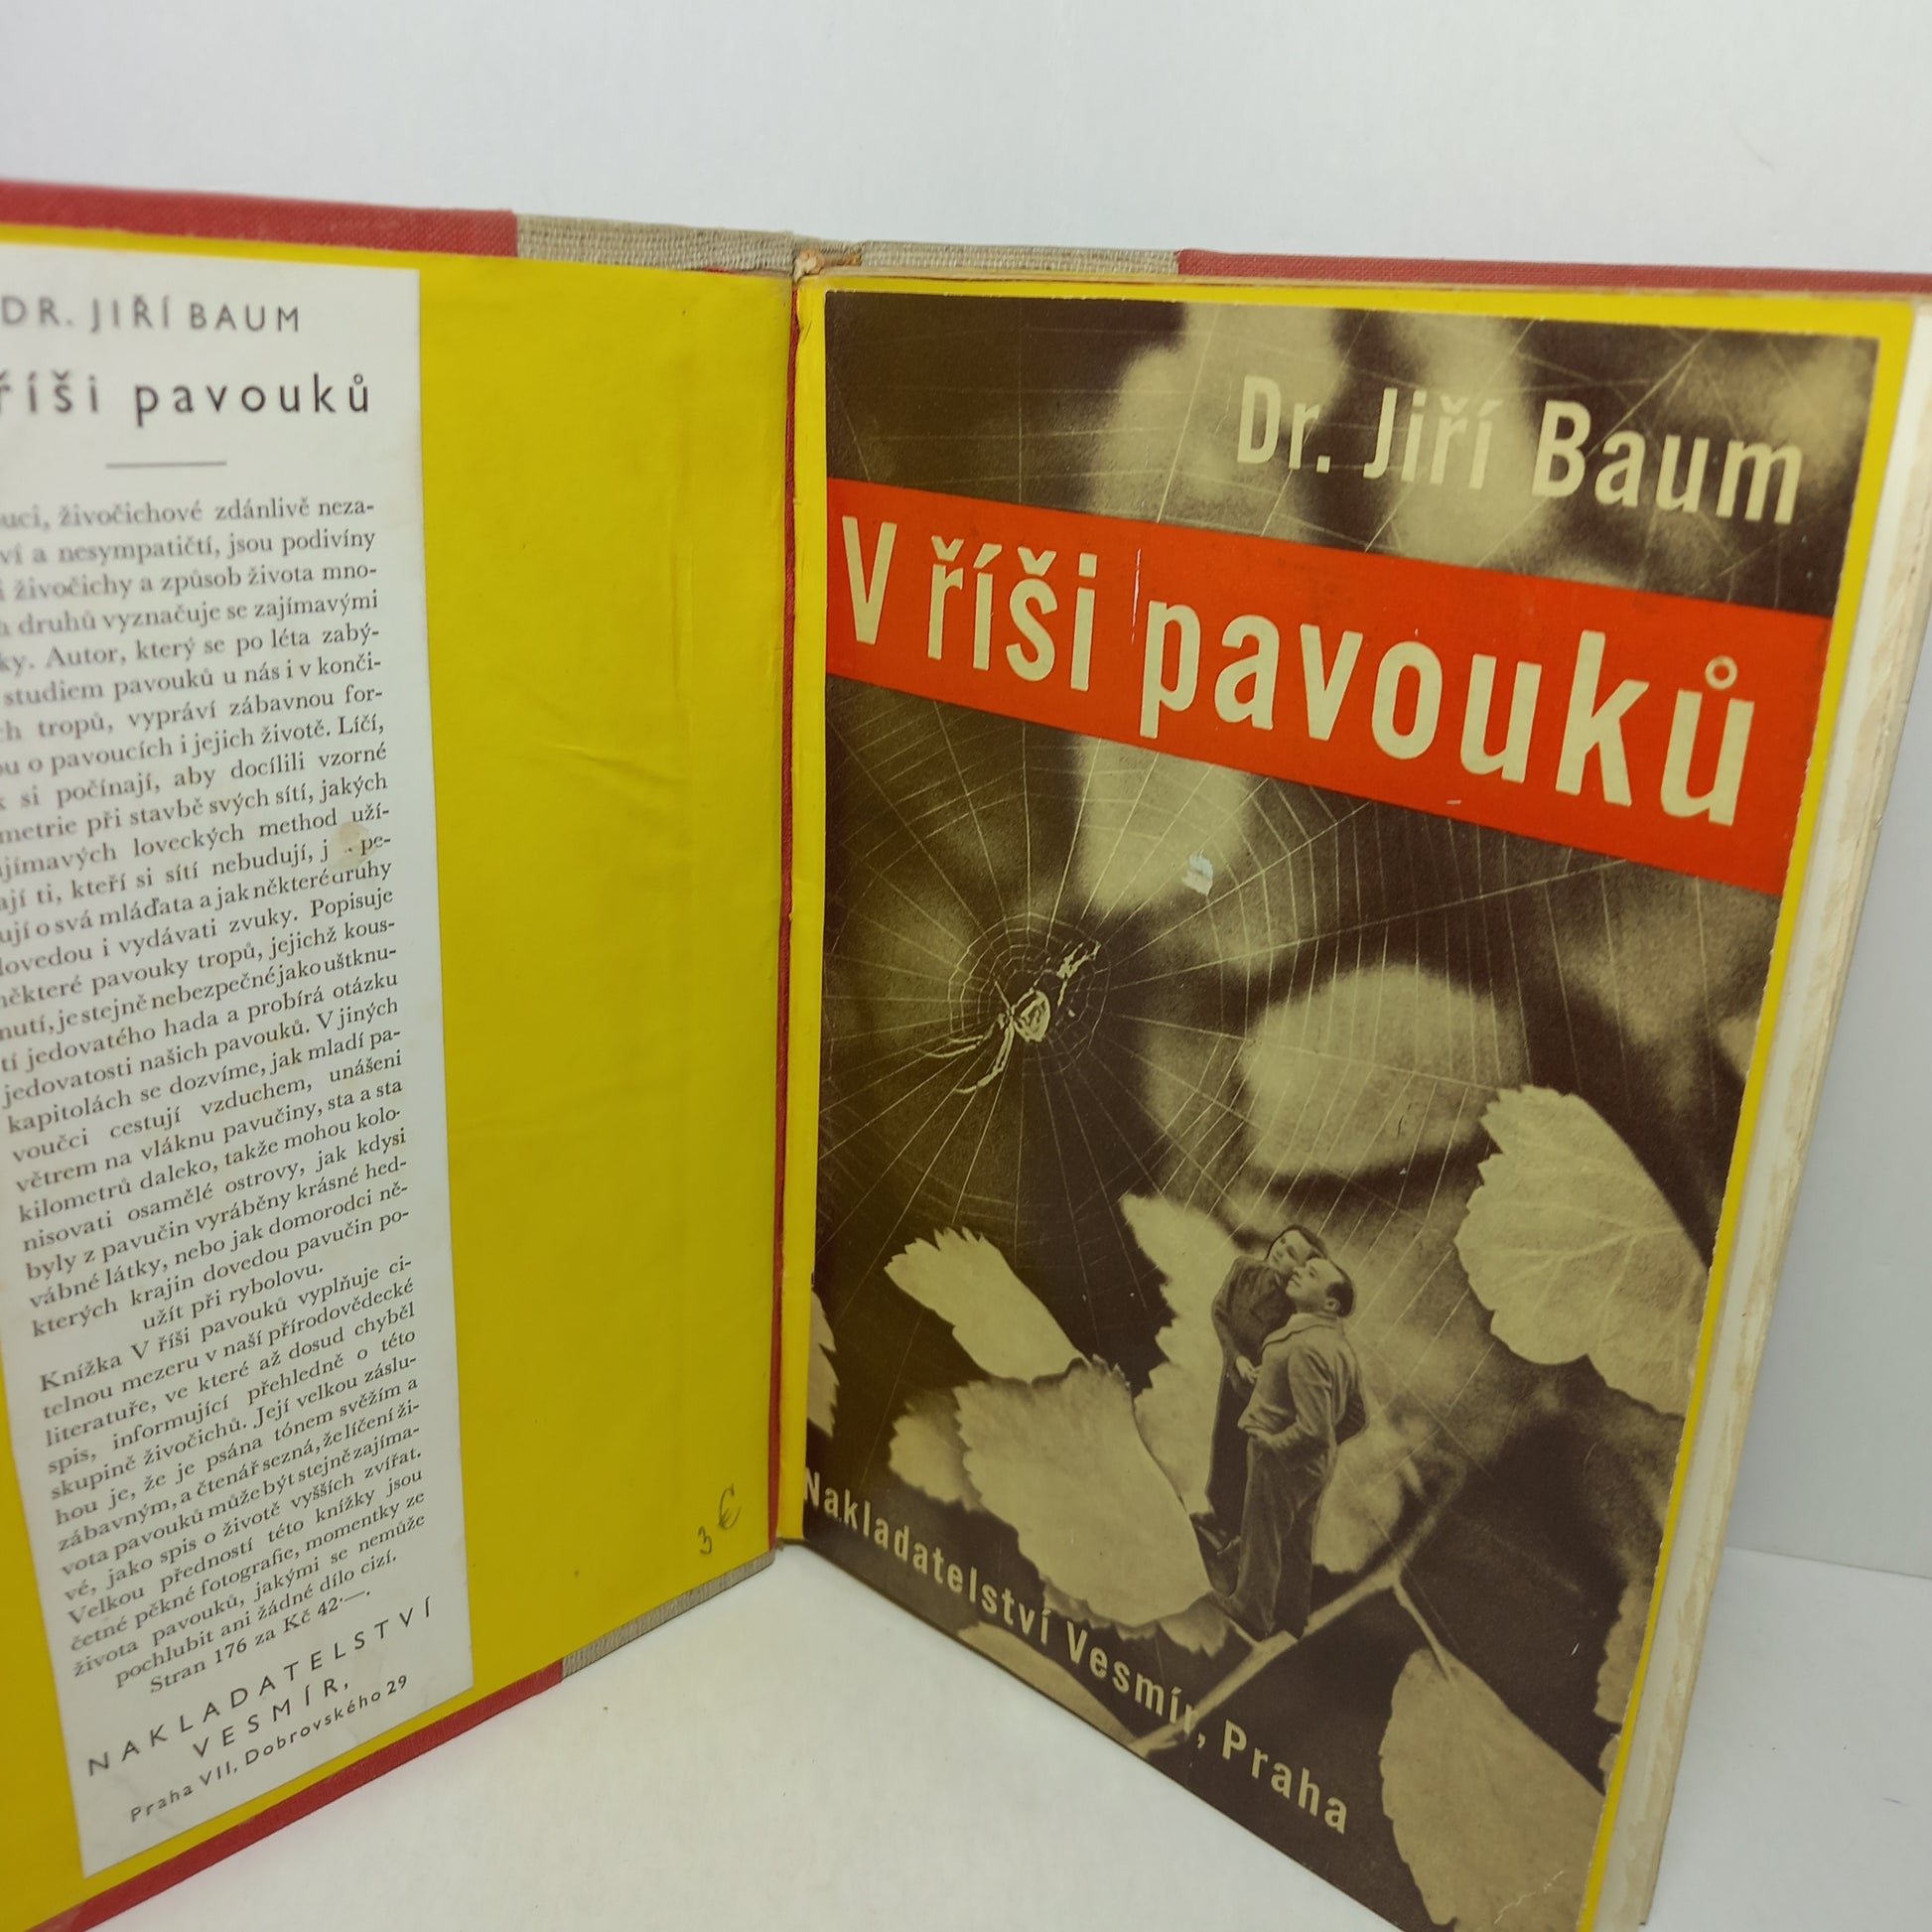 DR. JIŘÍ BAUM
říši pavouků
živočichové zdánlivě neza-
a nesympatičtí, jsou podivíny
živočichy a způsob života mno-
druhů vyznačuje se zajímavými
Autor, který se po léta zabý-
studiem pavouků u nás i v konči-
tropů, vypráví zábavnou for-
o pavoucích i jejich životě. Líčí,
si počínají, aby docílili vzorné
metrie při stavbě svých sítí, jakých
loveckých method uží-
ti, kteří si sítí nebudují, j pe-
o svá mláďata a jak některé druhy
dovedou i vydávati zvuky. Popisuje
některé pavouky tropů, jejichž kous-
nutí, je stejně nebezpečné jako uštknu-
tí jedovatého hada a probírá otázku
jedovatosti našich pavouků. V jiných
kapitolách se dozvíme, jak mladí pa-
voučci cestují vzduchem, unášeni
větrem na vláknu pavučiny, sta a sta
kilometrů daleko, takže mohou kolo-
nisovati osamělé ostrovy, jak kdysi
byly z pavučin vyráběny krásné hed-
vábné látky, nebo jak domorodci ně-
kterých krajin dovedou pavučin po-
užít při rybolovu.
Knížka V říši pavouků vyplňuje ci-
telnou mezeru v naší přírodovědecké
literatuře, ve které až dosud chyběl
spis, informující přehledně o této
skupině živočichů. Její velkou záslu-
hou je, že je psána tónem svěžím a
zábavným, a čtenář sezná, že líčení ži-
vota pavouků může být stejně zajíma-
vé, jako spis o životě vyšších zvířat.
Velkou předností této knížky jsou
četné pěkné fotografie, momentky ze
života pavouků, jakými se nemůže
pochlubit ani žádné dílo cizí.
Stran 176 za Kč 42·—.
NAKLADATELSTVÍ
VESMÍR,
Praha VII, Dobrovského 29
3 €
Dr. Jiří Baum
V říši pavouků
Nakladatelství Vesmír, Praha